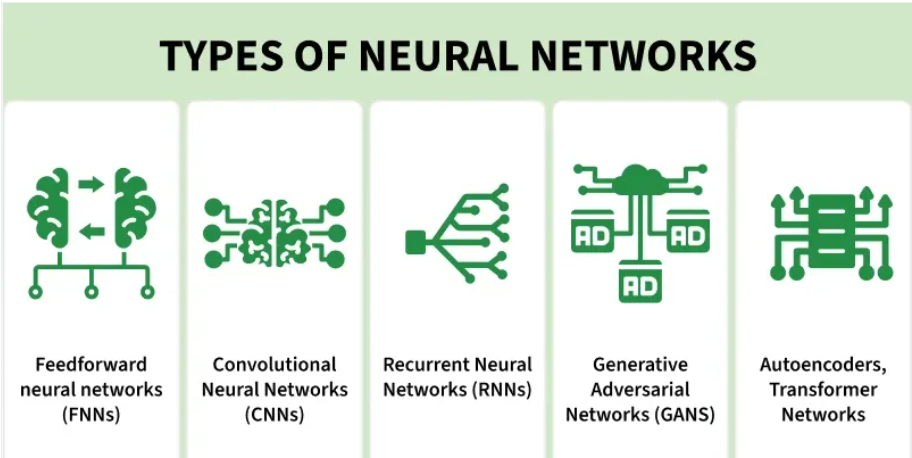 TYPES OF NEURAL NETWORKS
AD
AD
AD
Feedforward
neural networks
(FNNs)
Convolutional
Neural Networks
(CNNs)
Recurrent Neural
Networks (RNNs)
Generative
Adversarial
Networks (GANS)
Autoencoders,
Transformer
Networks